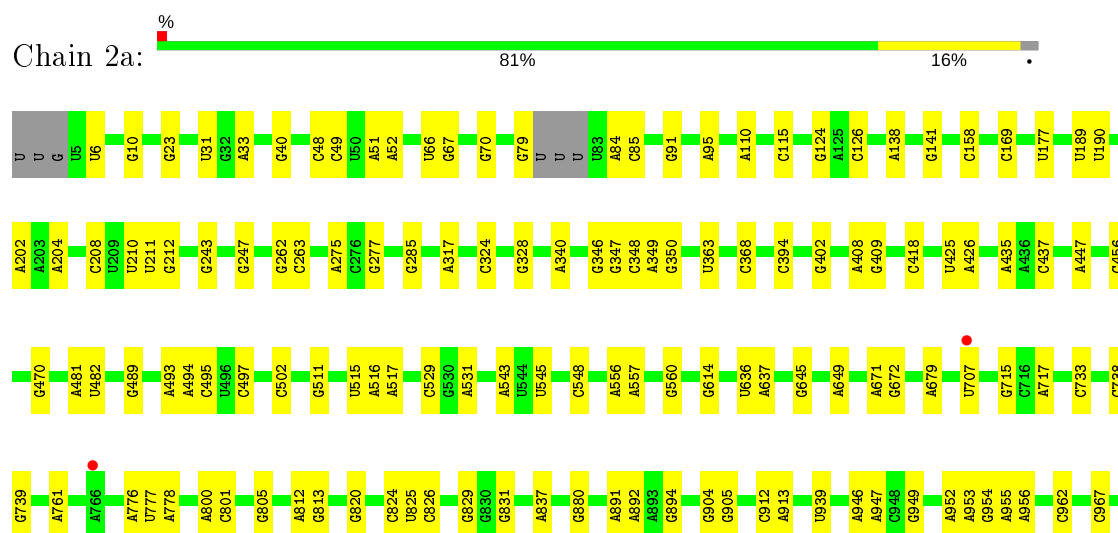 %
Chain 2a:
81% 16% •
U U G U5 U6 G10 G23 U31 G32 A33 G40 C48 C49 U50 A51 A52 U66 G67 G70 G79 U U U U83 A84 C85 G91 A95 A110 C115 G124 A125 C126 A138 G141 C158 C169 U177 U189 U190
A202 A203 A204 C208 U209 U210 U211 G212 G243 G247 G262 C263 A275 C276 G277 G285 A317 C324 G328 A340 G346 G347 C348 A349 G350 U363 C368 C394 G402 A408 G409 C418 U425 A426 A435 A436 C437 A447
G470 A481 U482 G489 A493 A494 C495 U496 C497 C502 G511 U515 A516 A517 C529 G530 A531 A543 U544 U545 C548 A556 A557 G560 G614 U636 A637 G645 A649 A671 G672 A679 U707 G715 C716 A717 C733
G739 A761 A766 A776 U777 A778 A800 C801 G805 A812 G813 G820 C824 U825 C826 G829 G830 G831 A837 G880 A891 A892 A893 G894 G904 G905 C912 A913 U939 A946 A947 C948 G949 A952 A953 G954 A955 A956 C962 C967